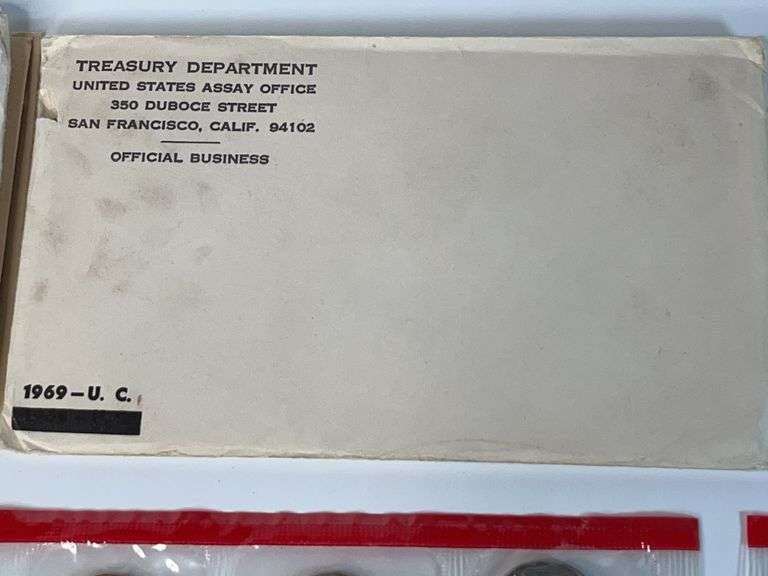 TREASURY DEPARTMENT
UNITED STATES ASSAY OFFICE
350 DUBOCE STREET
SAN FRANCISCO, CALIF. 94102
OFFICIAL BUSINESS
1969-U. C.